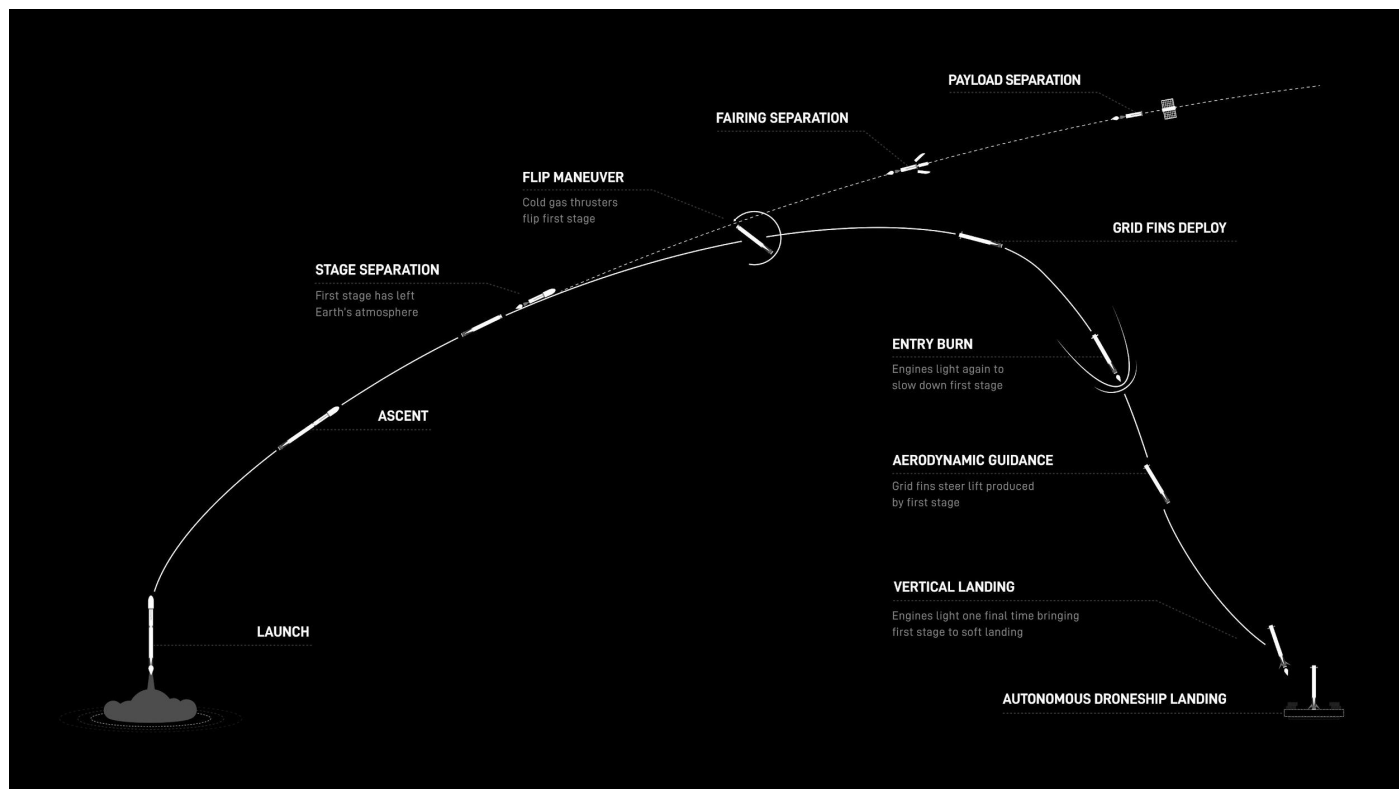 PAYLOAD SEPARATION
FAIRING SEPARATION
FLIP MANEUVER
Cold gas thrusters
flip first stage
GRID FINS DEPLOY
STAGE SEPARATION
First stage has left
Earth's atmosphere
ENTRY BURN
Engines light again to
slow down first stage
ASCENT
AERODYNAMIC GUIDANCE
Grid fins steer lift produced
by first stage
VERTICAL LANDING
Engines light one final time bringing
first stage to soft landing
LAUNCH
AUTONOMOUS DRONESHIP LANDING